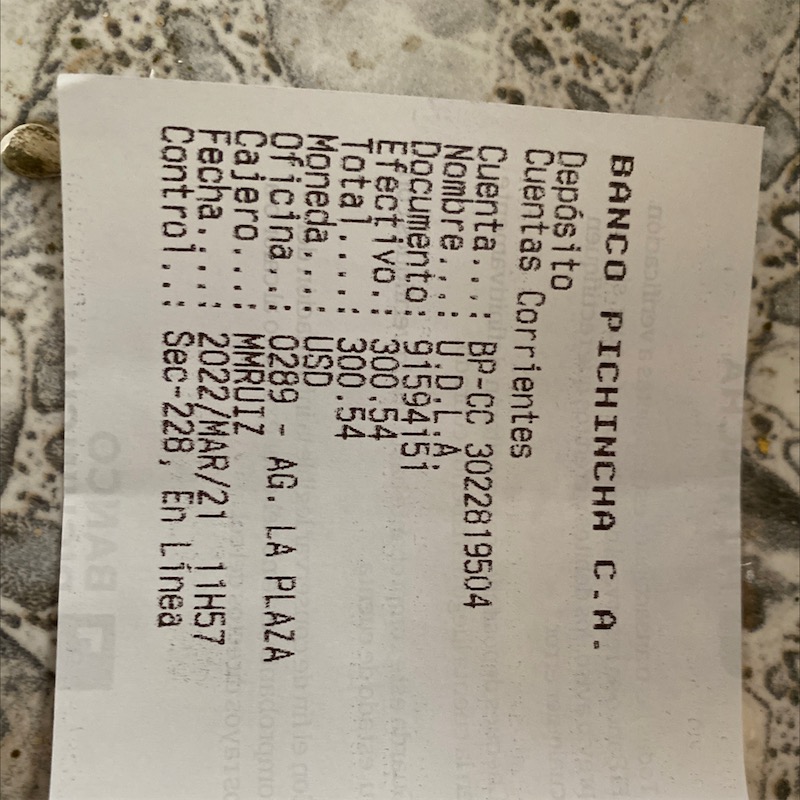 BANCO PICHINCHA C.A.
Depósito
Cuentas Corrientes
Cuenta...: BP-CC 3022819504
Nombre...: U.D.L.A.
Documento: 91594151
Efectivo.: 300.54
Total....: 300.54
Moneda...: USD
Oficina..: 0289 - AG. LA PLAZA
Cajero...: MMRUIZ
Fecha....: 2022/MAR/21 11H57
Control..: Sec-228, En Línea